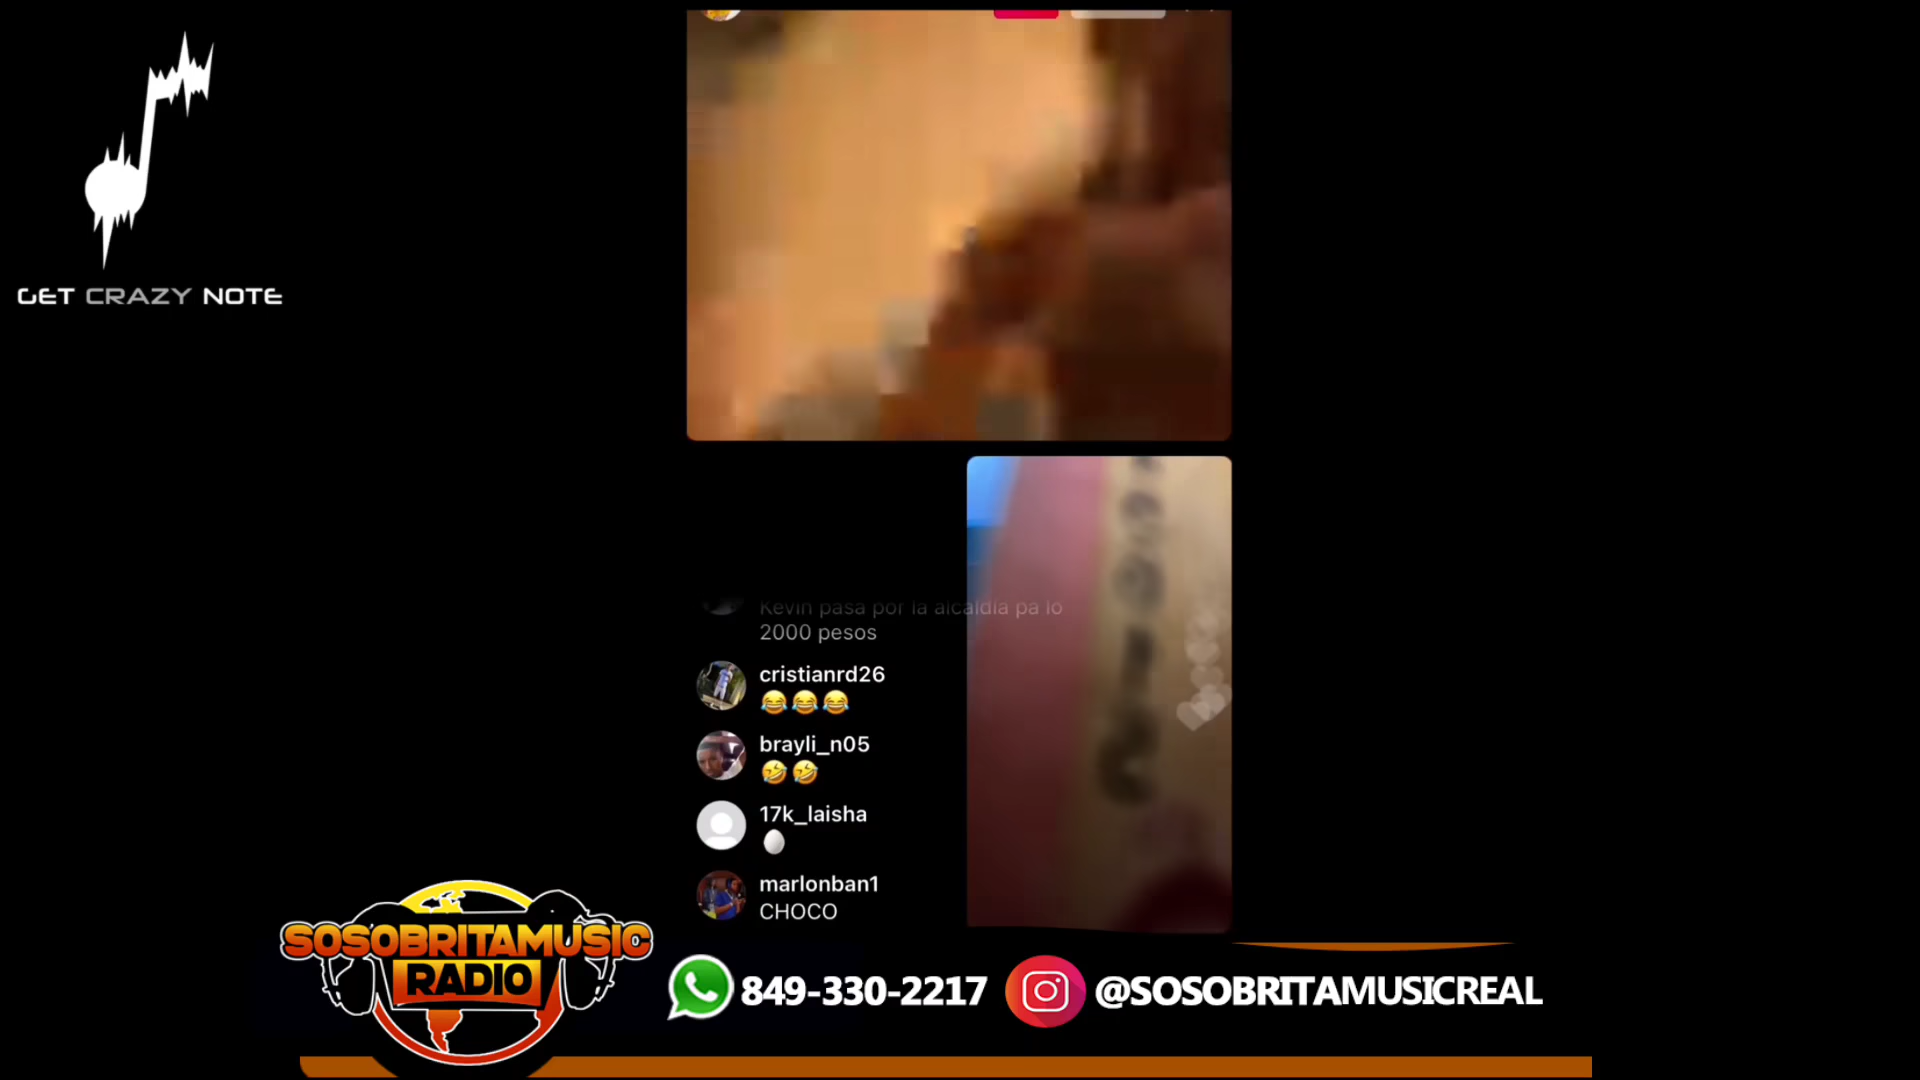 GET CRAZY NOTE
Kevin pasa por la alcaldia pa lo
2000 pesos
cristianrd26
😂😂😂
brayli_n05
🤣🤣
17k_laisha
🥚
marlonban1
CHOCO
SOSOBRITAMUSIC
RADIO
849-330-2217
@SOSOBRITAMUSICREAL